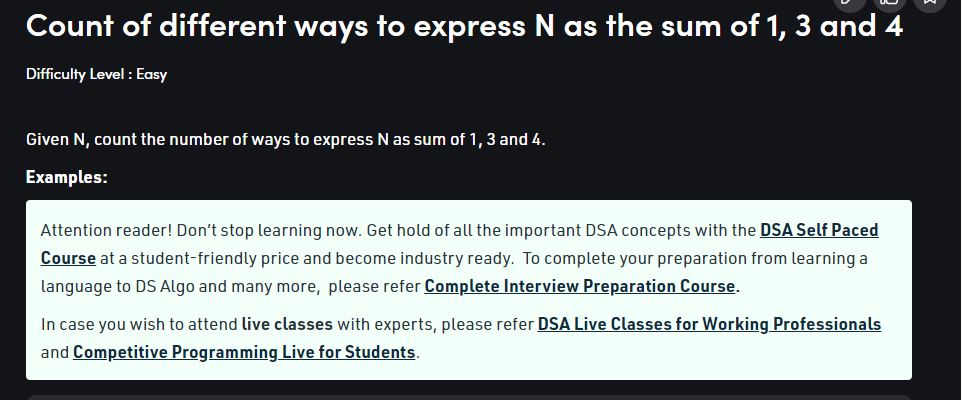 Count of different ways to express N as the sum of 1, 3 and 4
Difficulty Level : Easy
Given N, count the number of ways to express N as sum of 1, 3 and 4.
Examples:
Attention reader! Don't stop learning now. Get hold of all the important DSA concepts with the DSA Self Paced
Course at a student-friendly price and become industry ready.  To complete your preparation from learning a
language to DS Algo and many more,  please refer Complete Interview Preparation Course.
In case you wish to attend live classes with experts, please refer DSA Live Classes for Working Professionals
and Competitive Programming Live for Students.